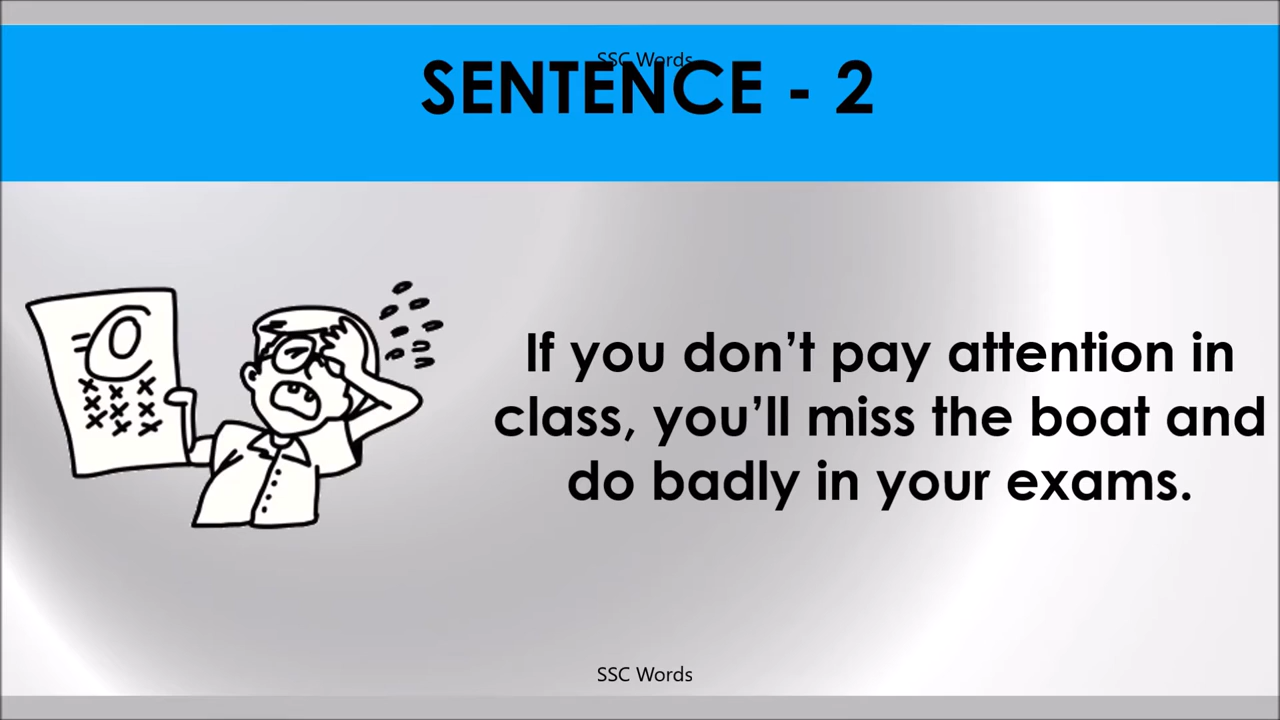 SSC Words
SENTENCE - 2
O
If you don't pay attention in
class, you'll miss the boat and
do badly in your exams.
SSC Words